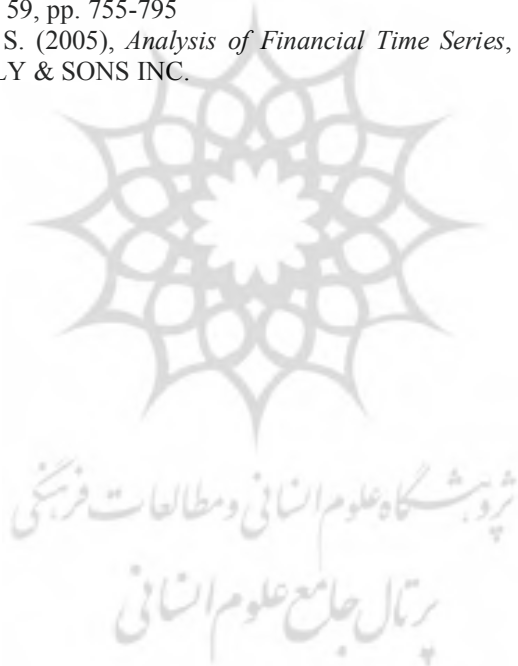 59, pp. 755-795
S. (2005), Analysis of Financial Time Series,
LY & SONS INC.
پژوهشگاه علوم انسانی و مطالعات فرهنگی
پرتال جامع علوم انسانی